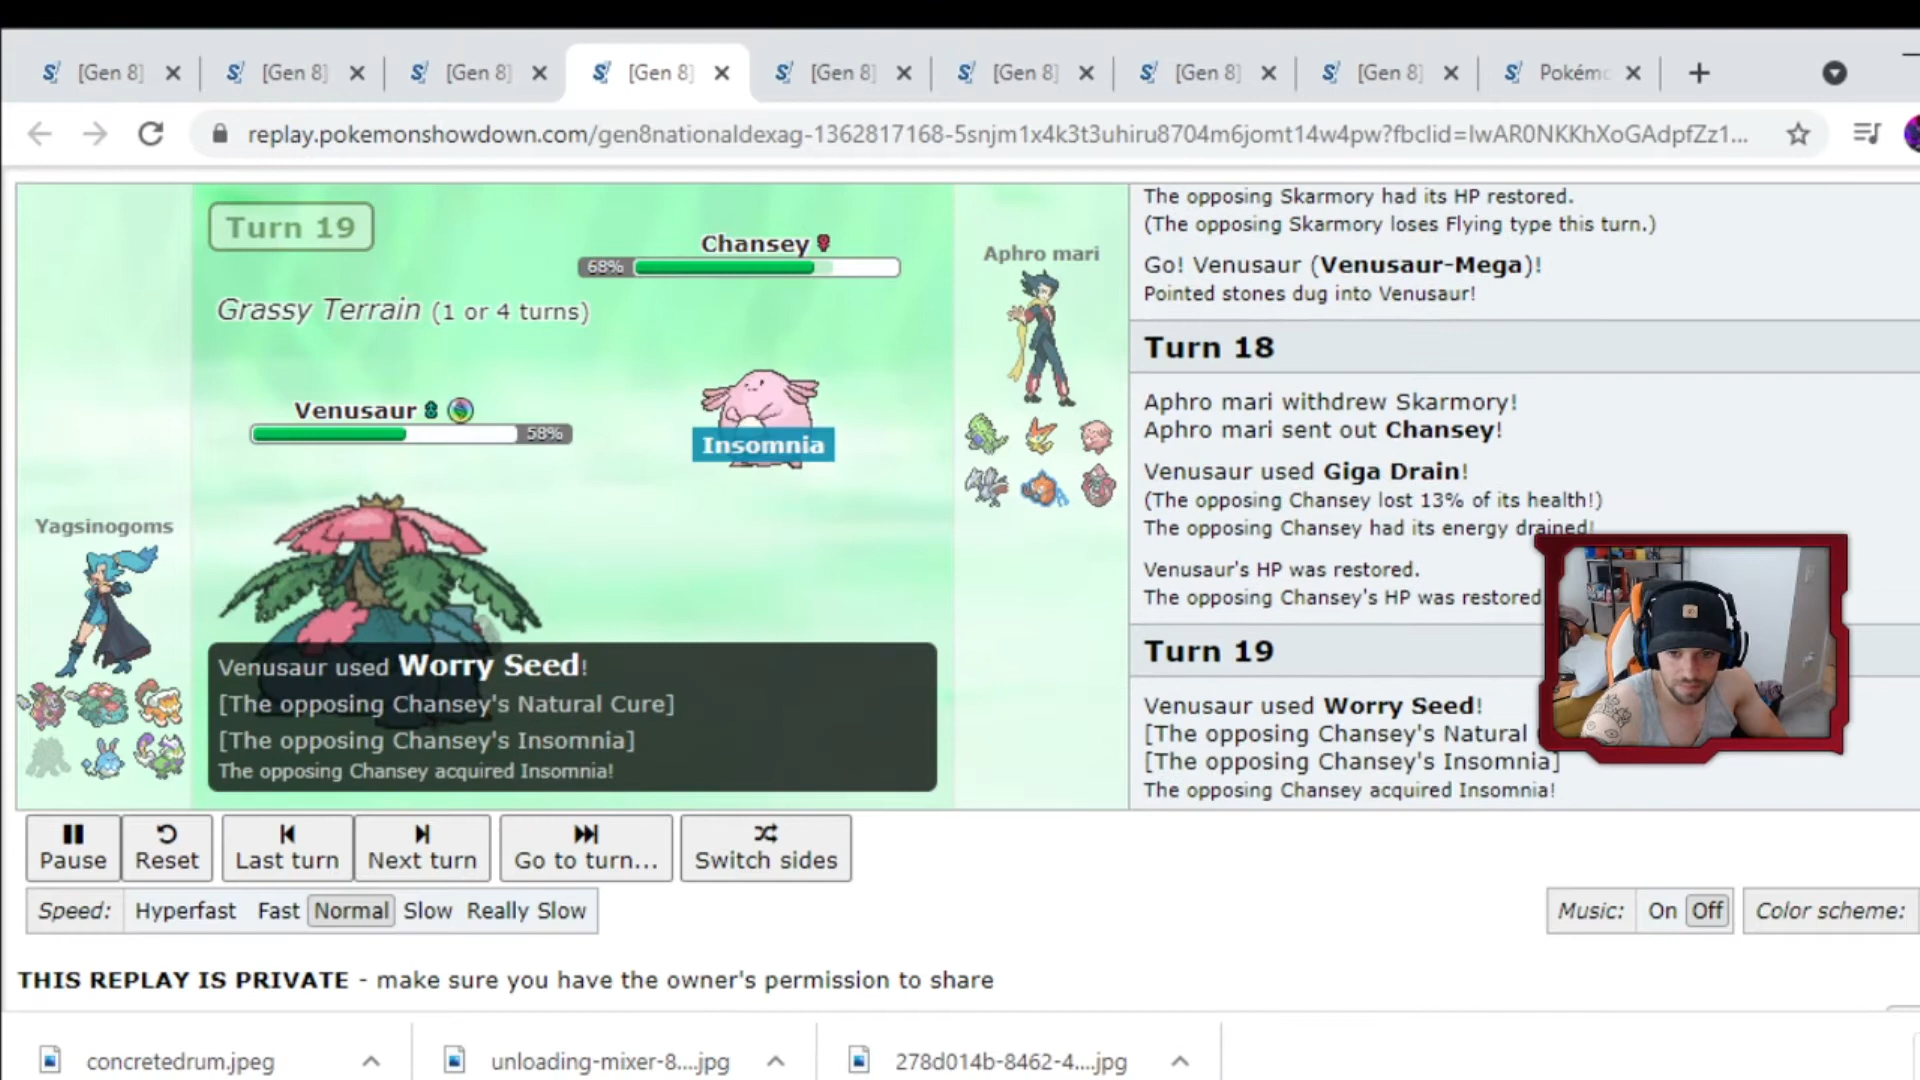 [Gen 8]
[Gen 8]
[Gen 8]
[Gen 8]
[Gen 8]
[Gen 8]
[Gen 8]
[Gen 8]
Pokém
replay.pokemonshowdown.com/gen8nationaldexag-1362817168-5snjm1x4k3t3uhiru8704m6jomt14w4pw?fbclid=IwAR0NKKhXoGAdpfZz1...
Turn 19
Chansey
68%
Grassy Terrain (1 or 4 turns)
Venusaur
58%
Insomnia
Aphro mari
Yagsinogoms
Venusaur used Worry Seed!
[The opposing Chansey's Natural Cure]
[The opposing Chansey's Insomnia]
The opposing Chansey acquired Insomnia!
The opposing Skarmory had its HP restored.
(The opposing Skarmory loses Flying type this turn.)
Go! Venusaur (Venusaur-Mega)!
Pointed stones dug into Venusaur!
Turn 18
Aphro mari withdrew Skarmory!
Aphro mari sent out Chansey!
Venusaur used Giga Drain!
(The opposing Chansey lost 13% of its health!)
The opposing Chansey had its energy drained!
Venusaur's HP was restored.
The opposing Chansey's HP was restored
Turn 19
Venusaur used Worry Seed!
[The opposing Chansey's Natural
[The opposing Chansey's Insomnia]
The opposing Chansey acquired Insomnia!
Pause
Reset
Last turn
Next turn
Go to turn...
Switch sides
Speed: Hyperfast Fast Normal Slow Really Slow
Music: On Off
Color scheme:
THIS REPLAY IS PRIVATE - make sure you have the owner's permission to share
concretedrum.jpeg
unloading-mixer-8....jpg
278d014b-8462-4....jpg